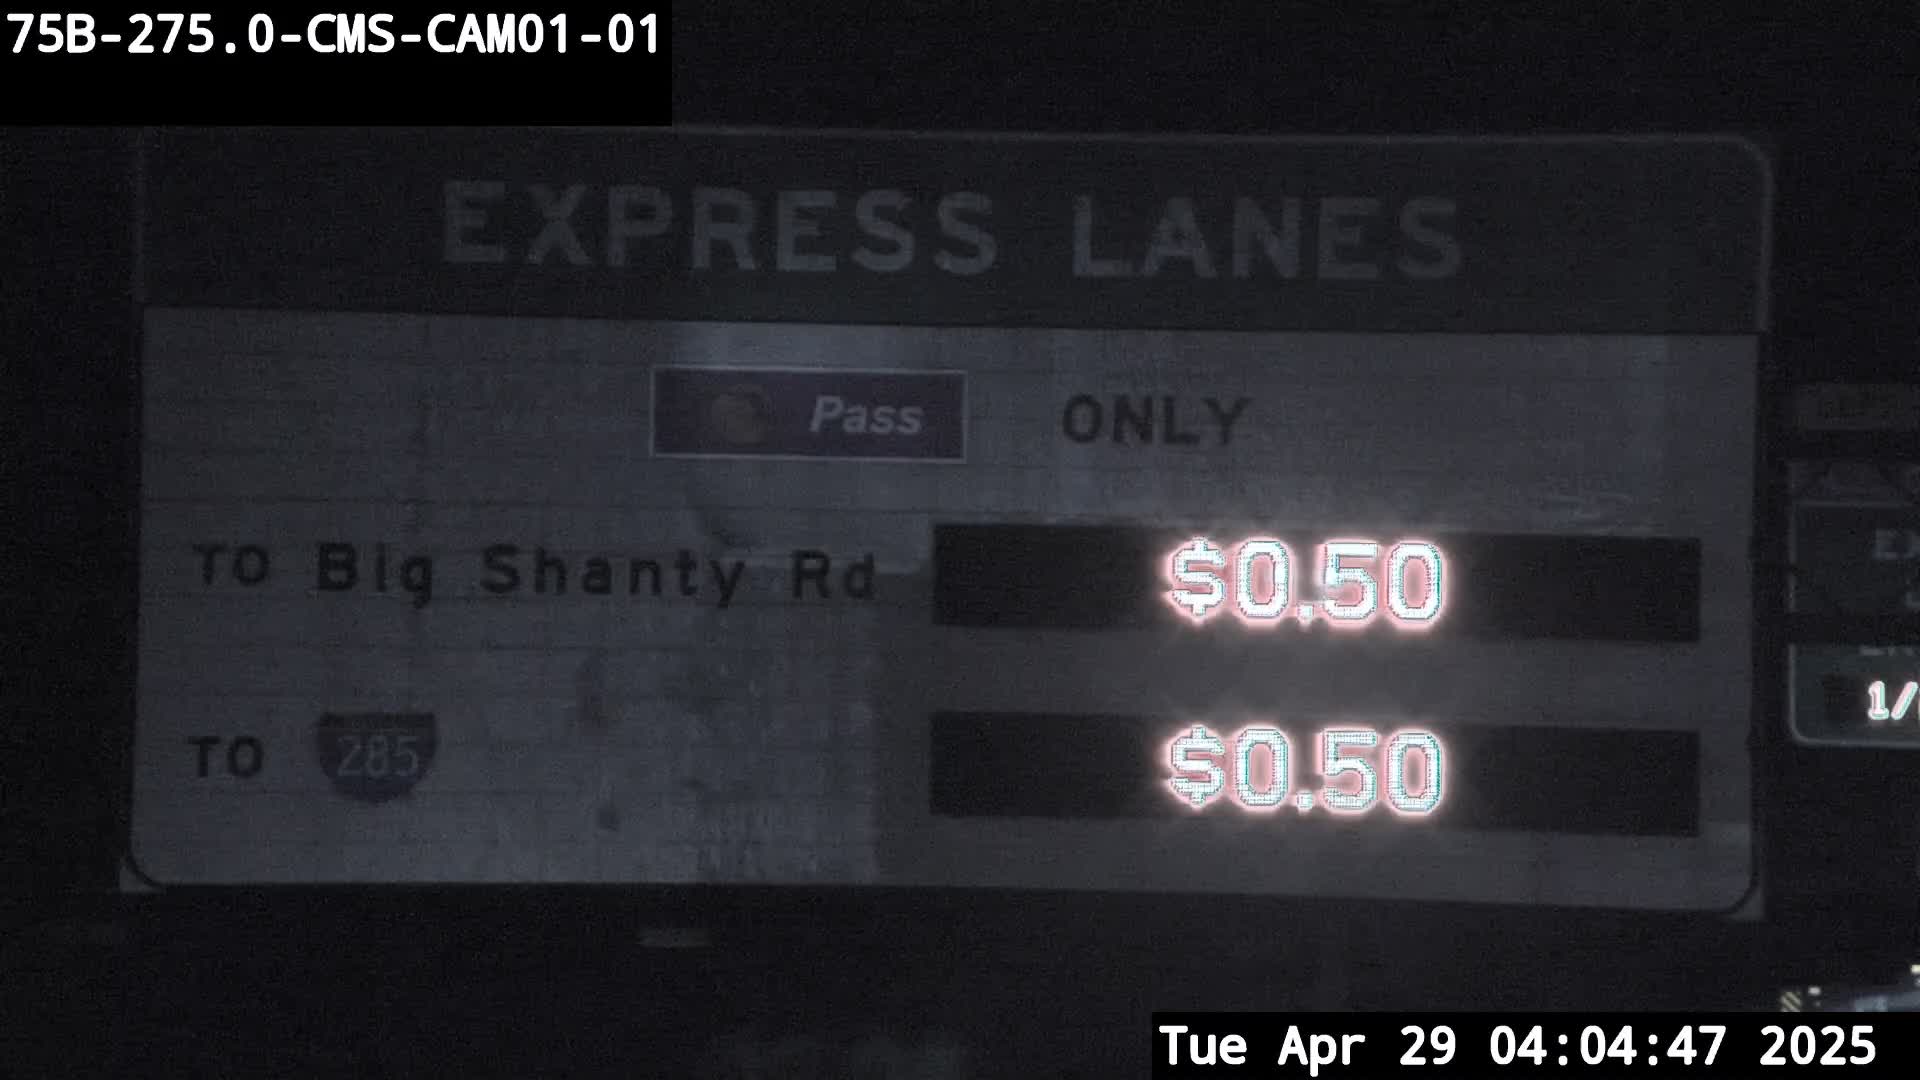 75B-275.0-CMS-CAM01-01
EXPRESS LANES
Pass ONLY
TO Big Shanty Rd $0.50
TO 285 $0.50
1/
Tue Apr 29 04:04:47 2025